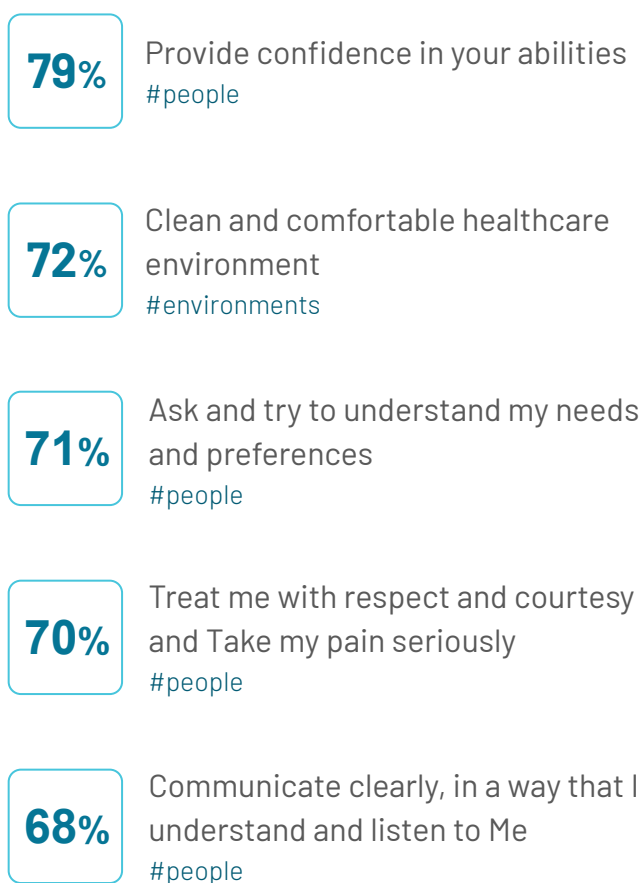 79%
Provide confidence in your abilities
#people
72%
Clean and comfortable healthcare
environment
#environments
71%
Ask and try to understand my needs
and preferences
#people
70%
Treat me with respect and courtesy
and Take my pain seriously
#people
68%
Communicate clearly, in a way that I
understand and listen to Me
#people